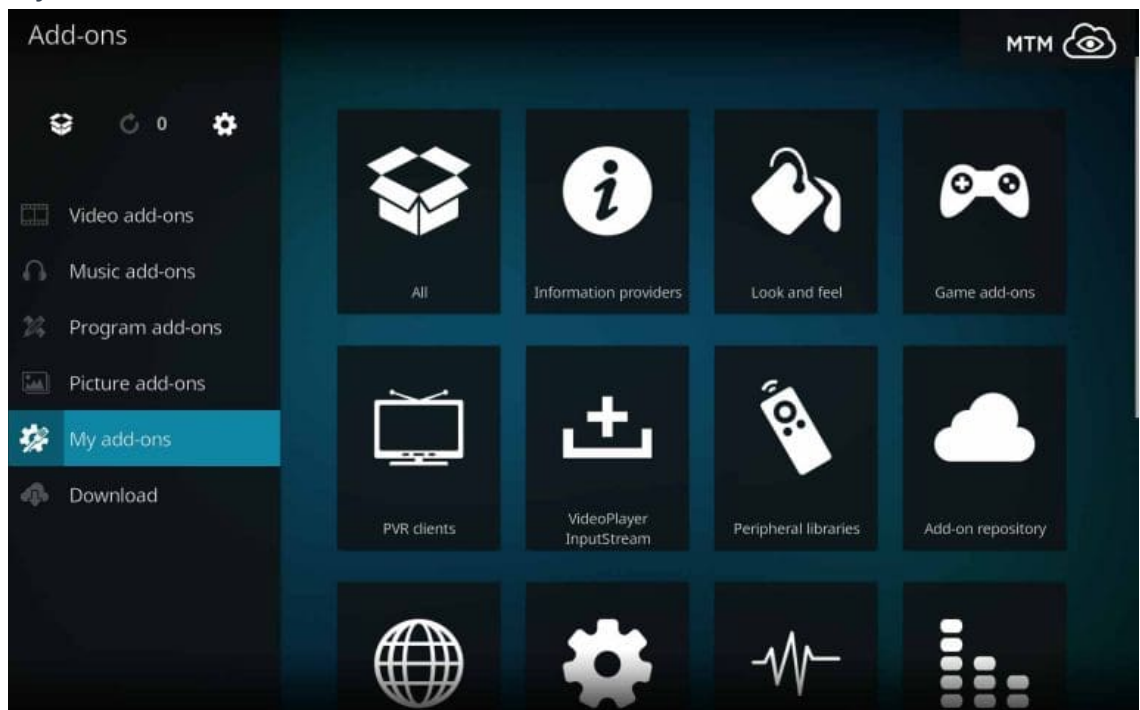 Add-ons
MTM
0
Video add-ons
Music add-ons
Program add-ons
Picture add-ons
My add-ons
Download
All
Information providers
Look and feel
Game add-ons
PVR clients
VideoPlayer
InputStream
Peripheral libraries
Add-on repository